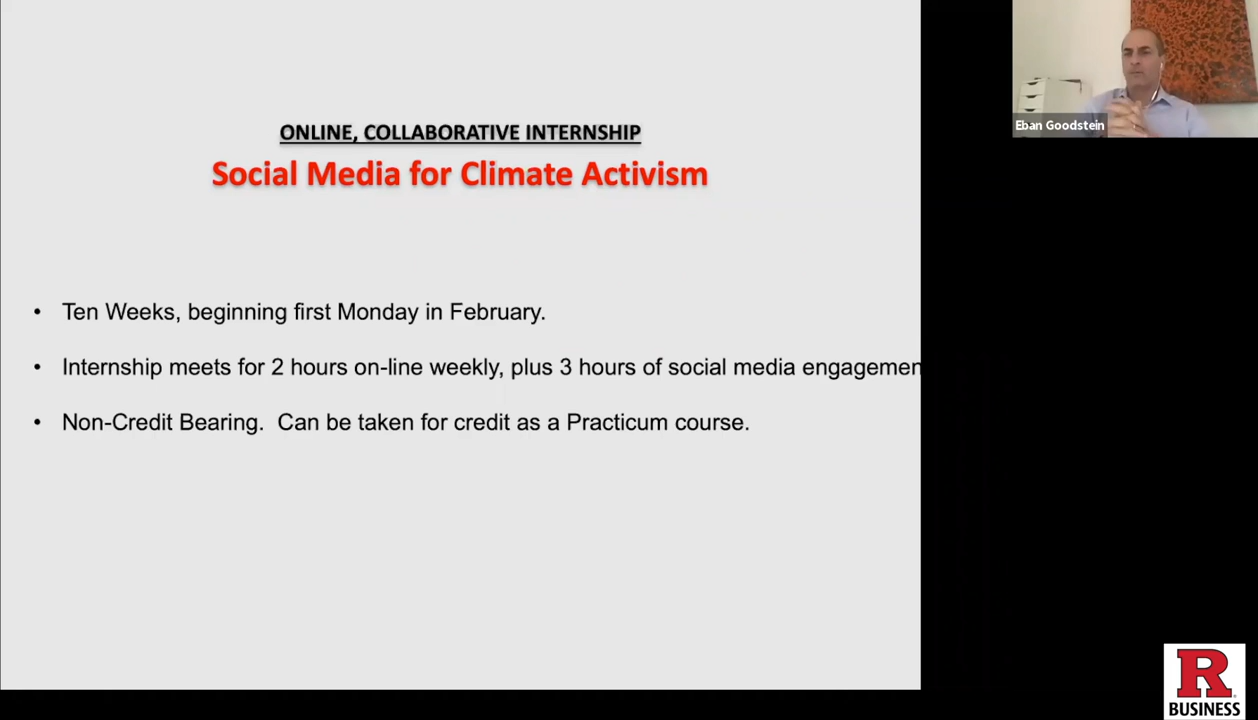 ONLINE, COLLABORATIVE INTERNSHIP
Social Media for Climate Activism
• Ten Weeks, beginning first Monday in February.
• Internship meets for 2 hours on-line weekly, plus 3 hours of social media engagemen
• Non-Credit Bearing.  Can be taken for credit as a Practicum course.
Eban Goodstein
R
BUSINESS